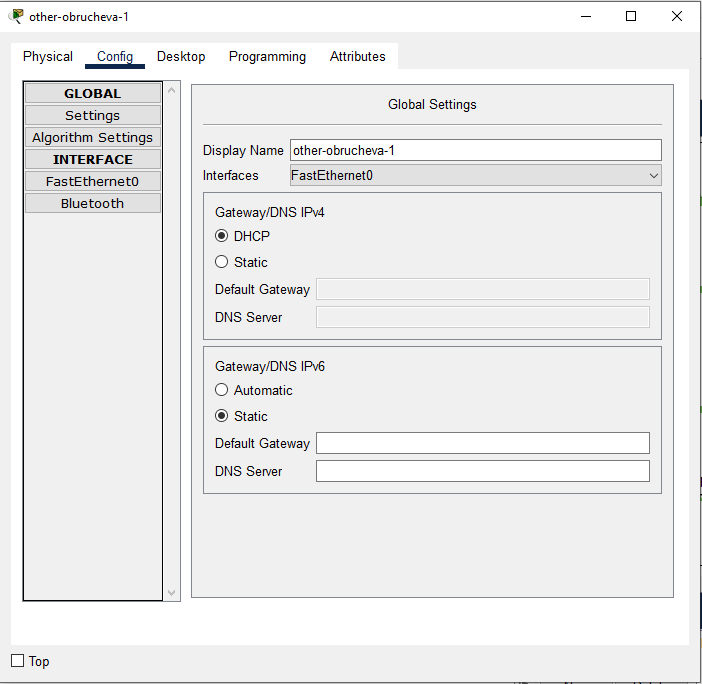 other-obrucheva-1
Physical Config Desktop Programming Attributes
GLOBAL
Settings
Algorithm Settings
INTERFACE
FastEthernet0
Bluetooth
Global Settings
Display Name other-obrucheva-1
Interfaces FastEthernet0
Gateway/DNS IPv4
DHCP
Static
Default Gateway
DNS Server
Gateway/DNS IPv6
Automatic
Static
Default Gateway
DNS Server
Top